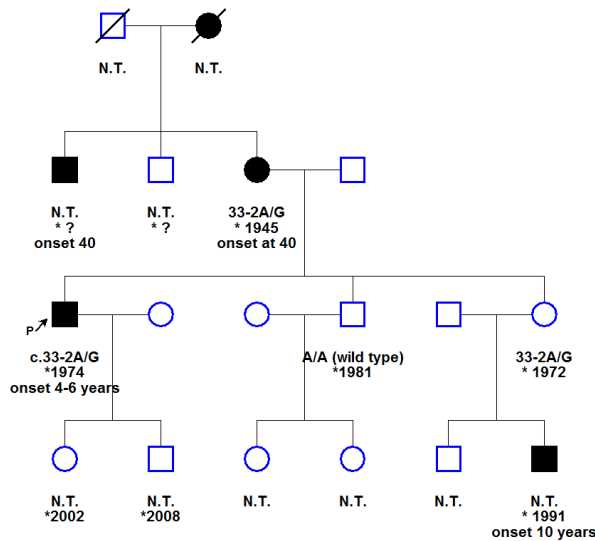 N.T. N.T.
N.T. N.T. 33-2A/G
* ? * ? * 1945
onset 40 onset at 40
P
c.33-2A/G A/A (wild type) 33-2A/G
*1974 *1981 * 1972
onset 4-6 years
N.T. N.T. N.T. N.T. N.T. N.T.
*2002 *2008 * 1991
onset 10 years